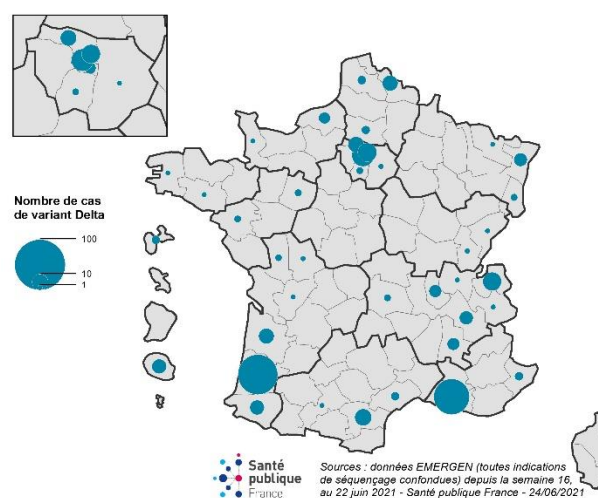 Nombre de cas
de variant Delta
100
10
1
Santé
publique
France
Sources : données EMERGEN (toutes indications
de séquençage confondues) depuis la semaine 16,
au 22 juin 2021 - Santé publique France - 24/06/2021